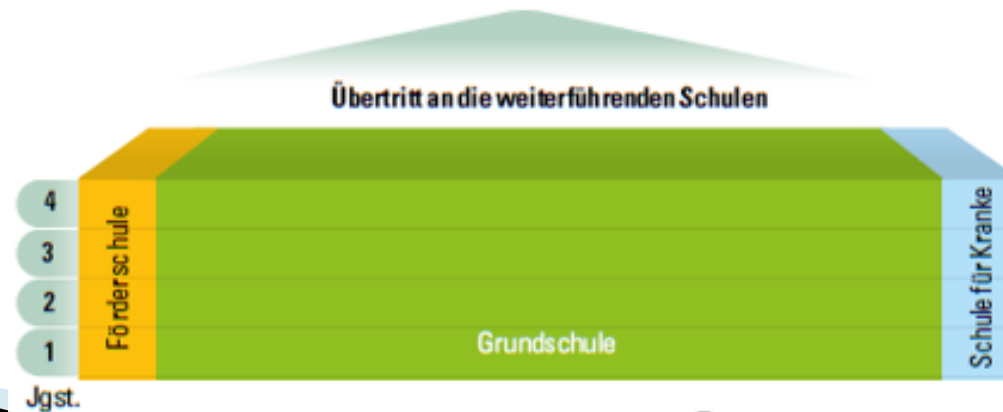 Übertritt an die weiterführenden Schulen
4
3
2
1
Jgst.
Förderschule
Grundschule
Schule für Kranke